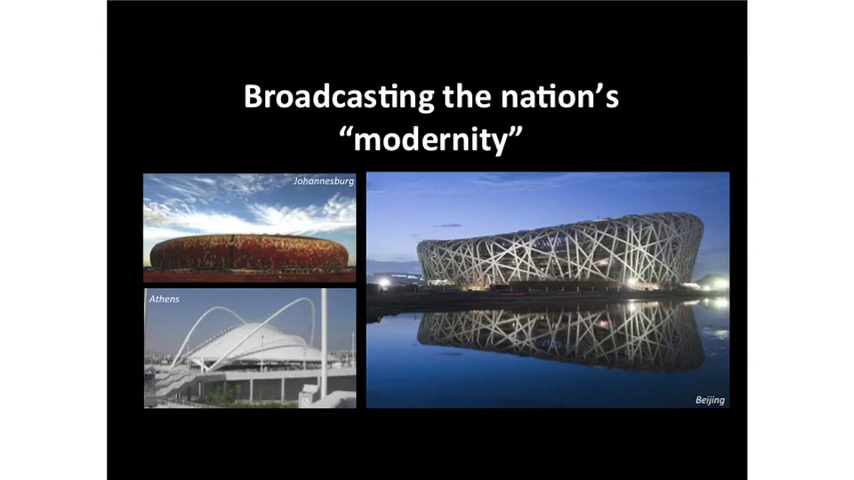 Broadcasting the nation’s
“modernity”
Johannesburg
Athens
Beijing